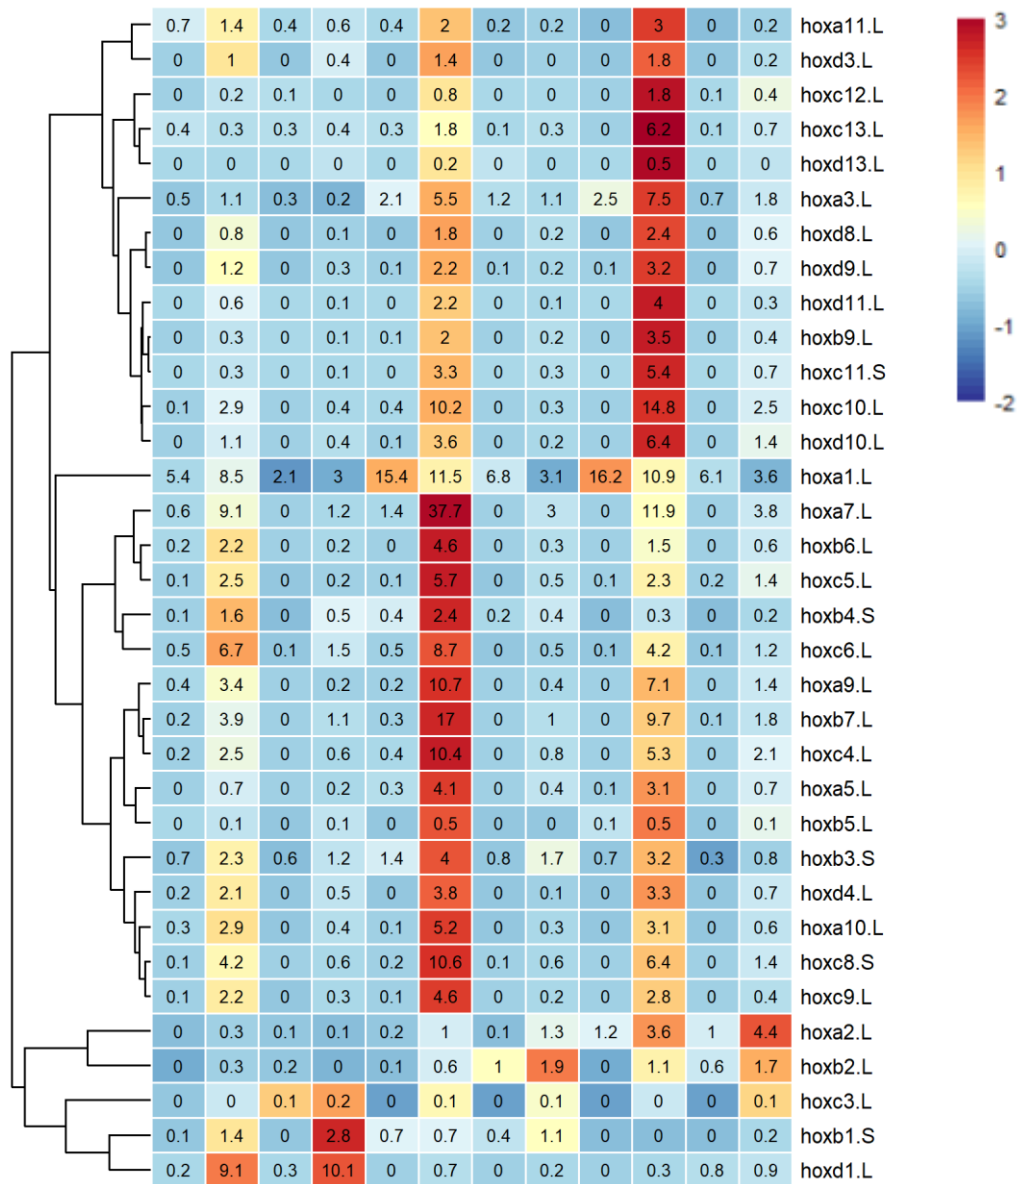 0.7 1.4 0.4 0.6 0.4 2 0.2 0.2 0 3 0 0.2 hoxa11.L
0 1 0 0.4 0 1.4 0 0 0 1.8 0 0.2 hoxd3.L
0 0.2 0.1 0 0 0.8 0 0 0 1.8 0.1 0.4 hoxc12.L
0.4 0.3 0.3 0.4 0.3 1.8 0.1 0.3 0 6.2 0.1 0.7 hoxc13.L
0 0 0 0 0 0.2 0 0 0 0.5 0 0 hoxd13.L
0.5 1.1 0.3 0.2 2.1 5.5 1.2 1.1 2.5 7.5 0.7 1.8 hoxa3.L
0 0.8 0 0.1 0 1.8 0 0.2 0 2.4 0 0.6 hoxd8.L
0 1.2 0 0.3 0.1 2.2 0.1 0.2 0.1 3.2 0 0.7 hoxd9.L
0 0.6 0 0.1 0 2.2 0 0.1 0 4 0 0.3 hoxd11.L
0 0.3 0 0.1 0.1 2 0 0.2 0 3.5 0 0.4 hoxb9.L
0 0.3 0 0.1 0 3.3 0 0.3 0 5.4 0 0.7 hoxc11.S
0.1 2.9 0 0.4 0.4 10.2 0 0.3 0 14.8 0 2.5 hoxc10.L
0 1.1 0 0.4 0.1 3.6 0 0.2 0 6.4 0 1.4 hoxd10.L
5.4 8.5 2.1 3 15.4 11.5 6.8 3.1 16.2 10.9 6.1 3.6 hoxa1.L
0.6 9.1 0 1.2 1.4 37.7 0 3 0 11.9 0 3.8 hoxa7.L
0.2 2.2 0 0.2 0 4.6 0 0.3 0 1.5 0 0.6 hoxb6.L
0.1 2.5 0 0.2 0.1 5.7 0 0.5 0.1 2.3 0.2 1.4 hoxc5.L
0.1 1.6 0 0.5 0.4 2.4 0.2 0.4 0 0.3 0 0.2 hoxb4.S
0.5 6.7 0.1 1.5 0.5 8.7 0 0.5 0.1 4.2 0.1 1.2 hoxc6.L
0.4 3.4 0 0.2 0.2 10.7 0 0.4 0 7.1 0 1.4 hoxa9.L
0.2 3.9 0 1.1 0.3 17 0 1 0 9.7 0.1 1.8 hoxb7.L
0.2 2.5 0 0.6 0.4 10.4 0 0.8 0 5.3 0 2.1 hoxc4.L
0 0.7 0 0.2 0.3 4.1 0 0.4 0.1 3.1 0 0.7 hoxa5.L
0 0.1 0 0.1 0 0.5 0 0 0.1 0.5 0 0.1 hoxb5.L
0.7 2.3 0.6 1.2 1.4 4 0.8 1.7 0.7 3.2 0.3 0.8 hoxb3.S
0.2 2.1 0 0.5 0 3.8 0 0.1 0 3.3 0 0.7 hoxd4.L
0.3 2.9 0 0.4 0.1 5.2 0 0.3 0 3.1 0 0.6 hoxa10.L
0.1 4.2 0 0.6 0.2 10.6 0.1 0.6 0 6.4 0 1.4 hoxc8.S
0.1 2.2 0 0.3 0.1 4.6 0 0.2 0 2.8 0 0.4 hoxc9.L
0 0.3 0.1 0.1 0.2 1 0.1 1.3 1.2 3.6 1 4.4 hoxa2.L
0 0.3 0.2 0 0.1 0.6 1 1.9 0 1.1 0.6 1.7 hoxb2.L
0 0 0.1 0.2 0 0.1 0 0.1 0 0 0 0.1 hoxc3.L
0.1 1.4 0 2.8 0.7 0.7 0.4 1.1 0 0 0 0.2 hoxb1.S
0.2 9.1 0.3 10.1 0 0.7 0 0.2 0 0.3 0.8 0.9 hoxd1.L
3
2
1
0
-1
-2